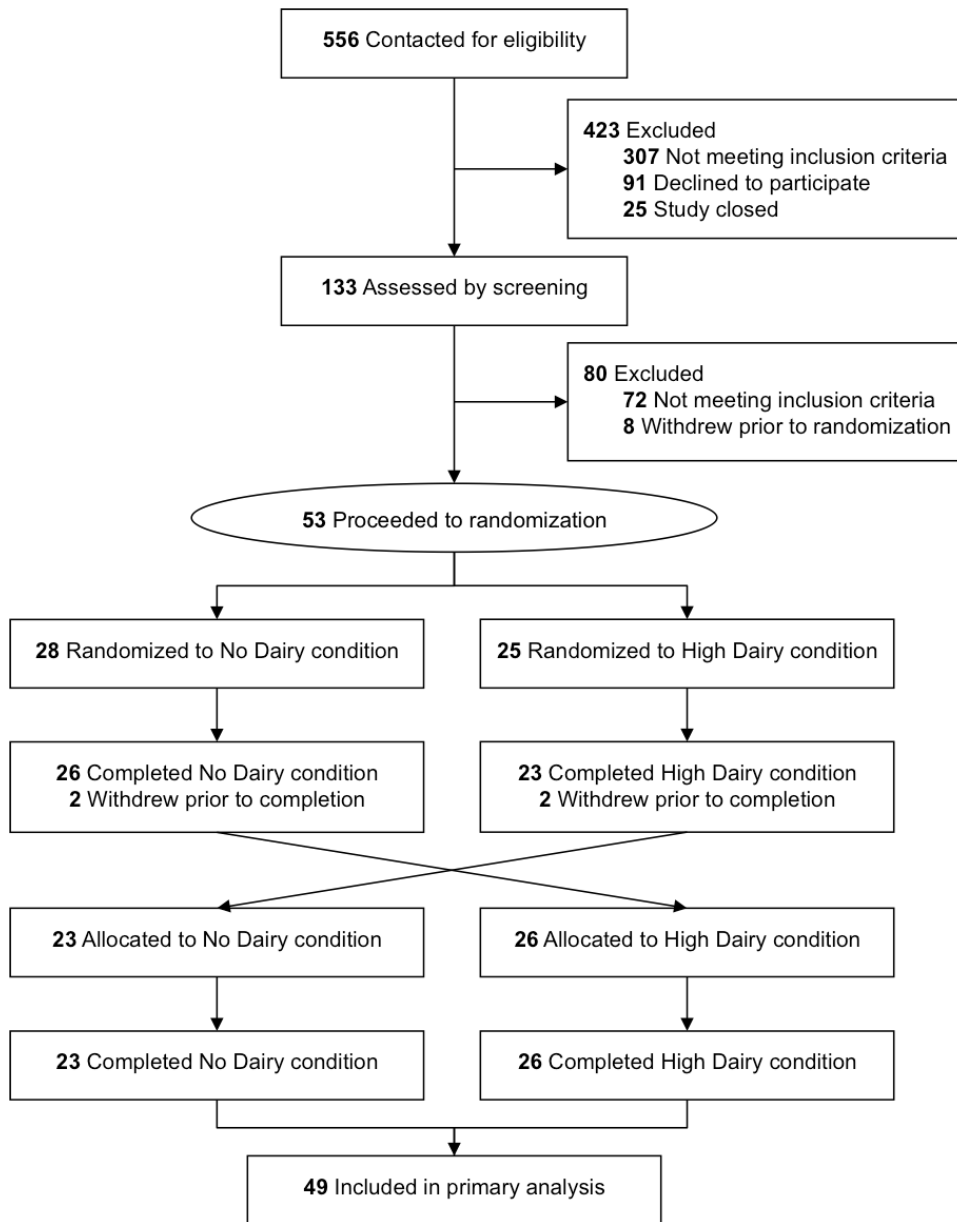 556 Contacted for eligibility
423 Excluded
307 Not meeting inclusion criteria
91 Declined to participate
25 Study closed
133 Assessed by screening
80 Excluded
72 Not meeting inclusion criteria
8 Withdrew prior to randomization
53 Proceeded to randomization
28 Randomized to No Dairy condition
25 Randomized to High Dairy condition
26 Completed No Dairy condition
2 Withdrew prior to completion
23 Completed High Dairy condition
2 Withdrew prior to completion
23 Allocated to No Dairy condition
26 Allocated to High Dairy condition
23 Completed No Dairy condition
26 Completed High Dairy condition
49 Included in primary analysis